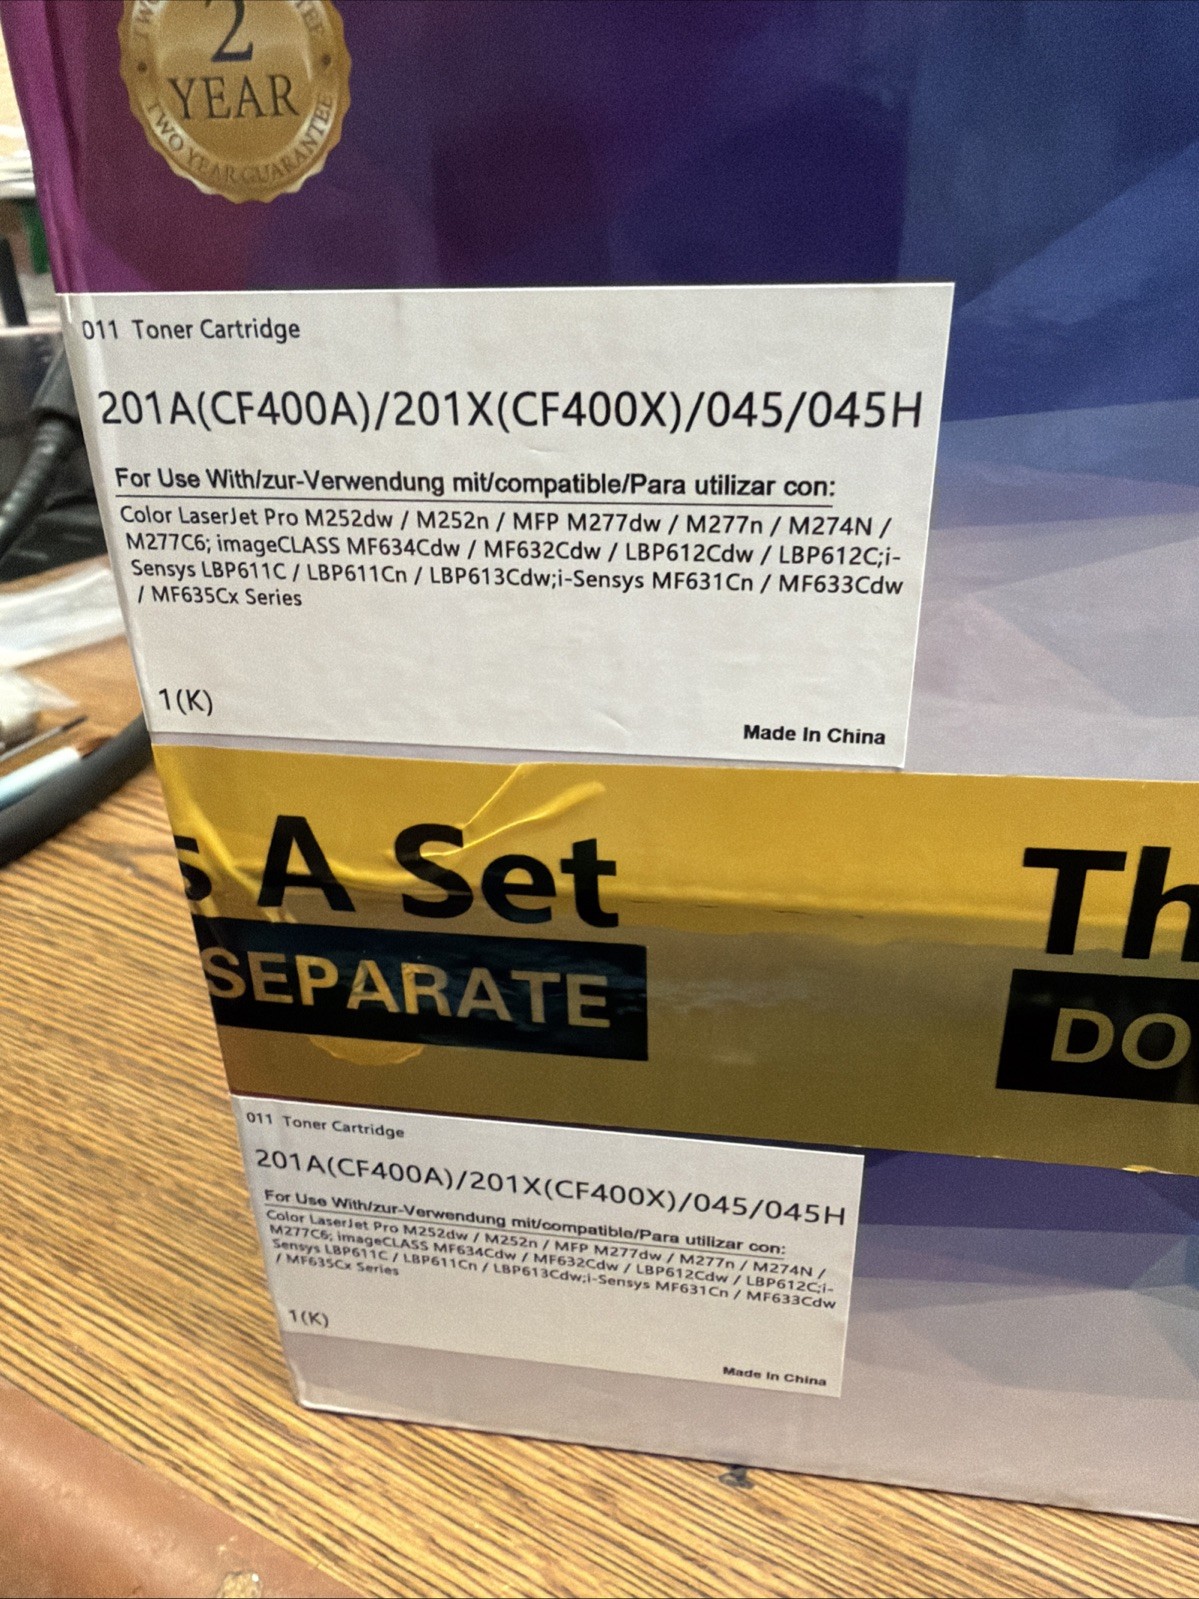 2
YEAR
TWO YEAR GUARANTEE
011 Toner Cartridge
201A(CF400A)/201X(CF400X)/045/045H
For Use With/zur-Verwendung mit/compatible/Para utilizar con:
Color LaserJet Pro M252dw / M252n / MFP M277dw / M277n / M274N /
M277C6; imageCLASS MF634Cdw / MF632Cdw / LBP612Cdw / LBP612C;i-
Sensys LBP611C / LBP611Cn / LBP613Cdw;i-Sensys MF631Cn / MF633Cdw
/ MF635Cx Series
1(K)
Made In China
s A Set
SEPARATE
Th
DO
011 Toner Cartridge
201A(CF400A)/201X(CF400X)/045/045H
For Use With/zur-Verwendung mit/compatible/Para utilizar con:
Color LaserJet Pro M252dw / M252n / MFP M277dw / M277n / M274N /
M277C6; imageCLASS MF634Cdw / MF632Cdw / LBP612Cdw / LBP612C;i-
Sensys LBP611C / LBP611Cn / LBP613Cdw;i-Sensys MF631Cn / MF633Cdw
/ MF635Cx Series
1(K)
Made In China